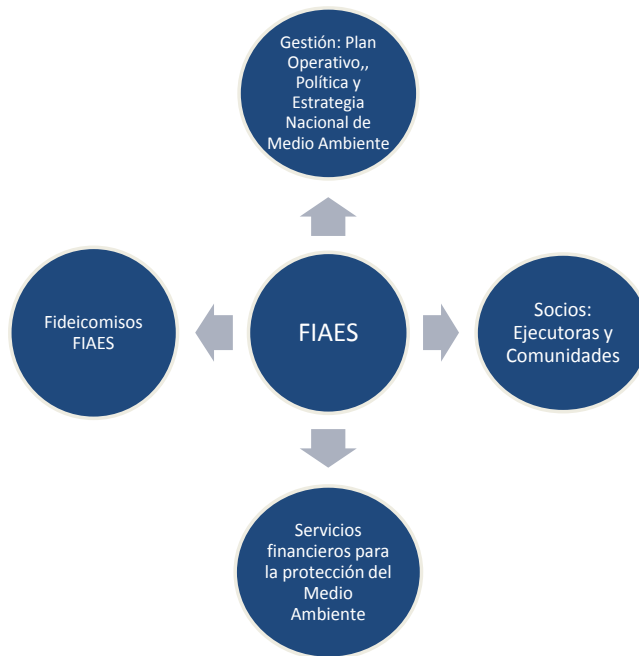 Gestión: Plan
Operativo,,
Política y
Estrategia
Nacional de
Medio Ambiente
Fideicomisos
FIAES
FIAES
Socios:
Ejecutoras y
Comunidades
Servicios
financieros para
la protección del
Medio
Ambiente